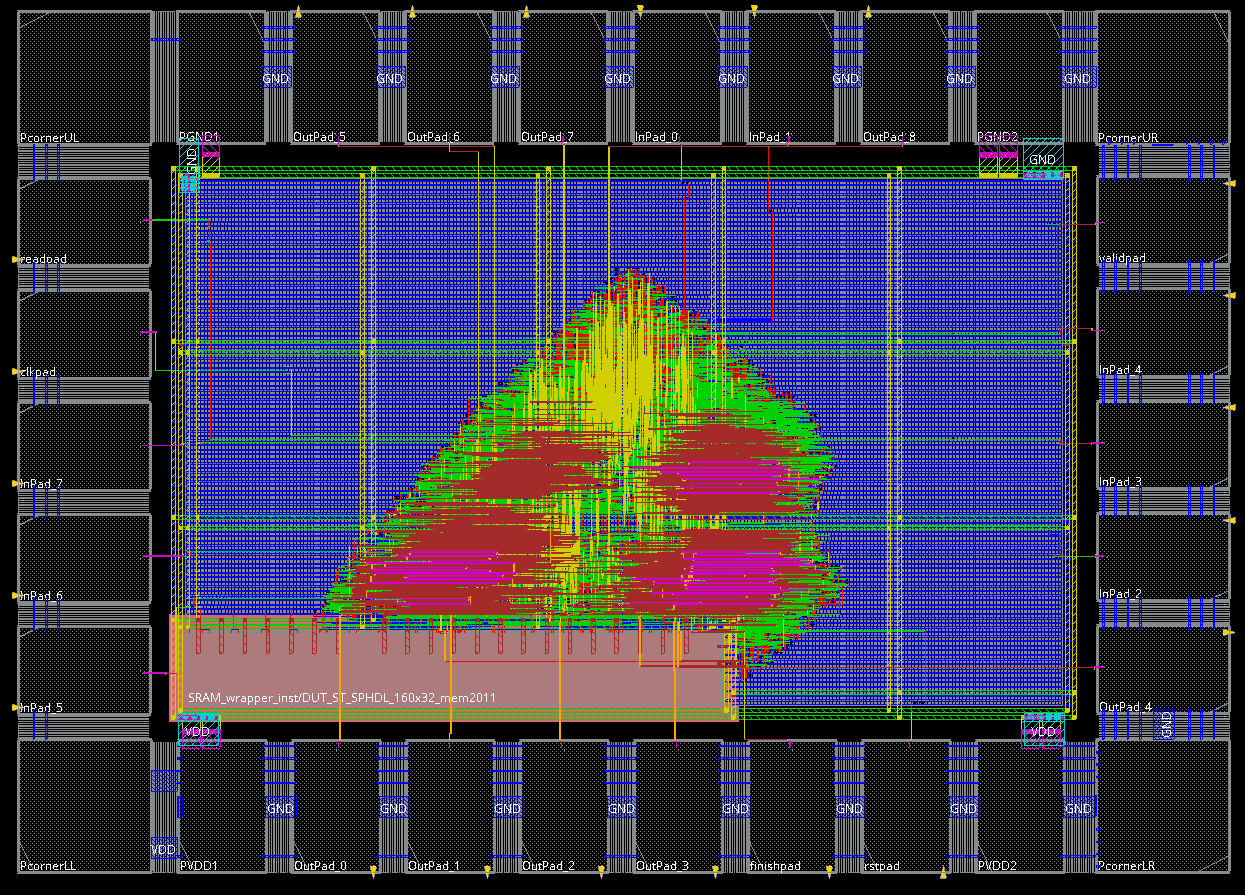 GND GND GND GND GND GND GND GND
PcornerUL PGND1 OutPad_5 OutPad_6 OutPad_7 InPad_0 InPad_1 OutPad_8 PGND2 PcornerUR
GND GND
readpad validpad
clkpad InPad_4
InPad_7 InPad_3
InPad_6 InPad_2
SRAM_wrapper_inst/DUT_ST_SPHDL_160x32_mem2011
InPad_5 OutPad_4
GND
VDD VDD
GND GND GND GND GND GND GND GND
VDD
PcornerLL PVDD1 OutPad_0 OutPad_1 OutPad_2 OutPad_3 finishpad rstpad PVDD2 PcornerLR